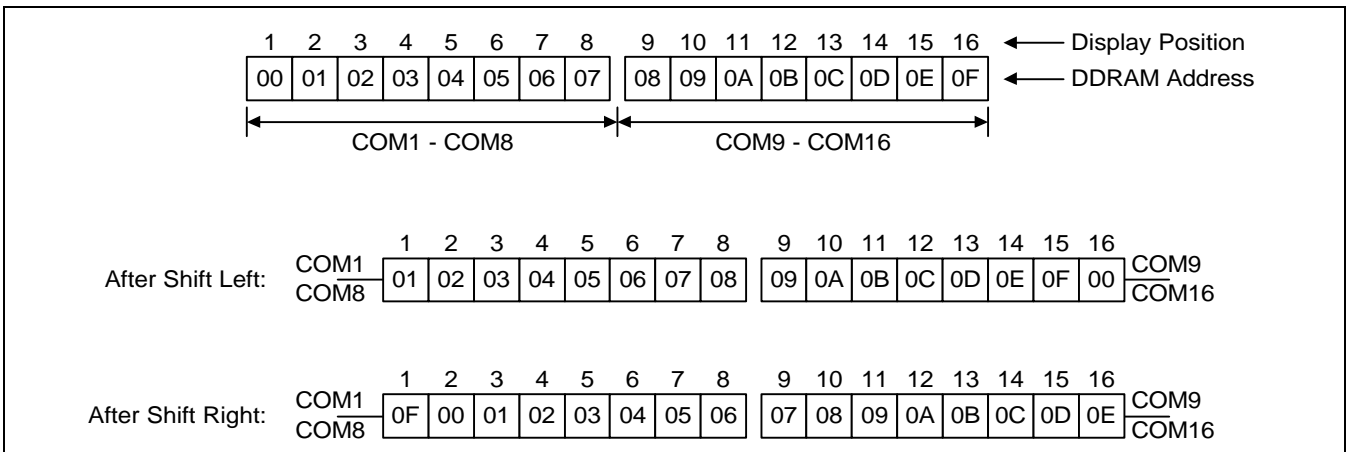 1 2 3 4 5 6 7 8 9 10 11 12 13 14 15 16 Display Position
00 01 02 03 04 05 06 07 08 09 0A 0B 0C 0D 0E 0F DDRAM Address
COM1 - COM8 COM9 - COM16
1 2 3 4 5 6 7 8 9 10 11 12 13 14 15 16
COM1 COM9
After Shift Left: 01 02 03 04 05 06 07 08 09 0A 0B 0C 0D 0E 0F 00
COM8 COM16
1 2 3 4 5 6 7 8 9 10 11 12 13 14 15 16
COM1 COM9
After Shift Right: 0F 00 01 02 03 04 05 06 07 08 09 0A 0B 0C 0D 0E
COM8 COM16